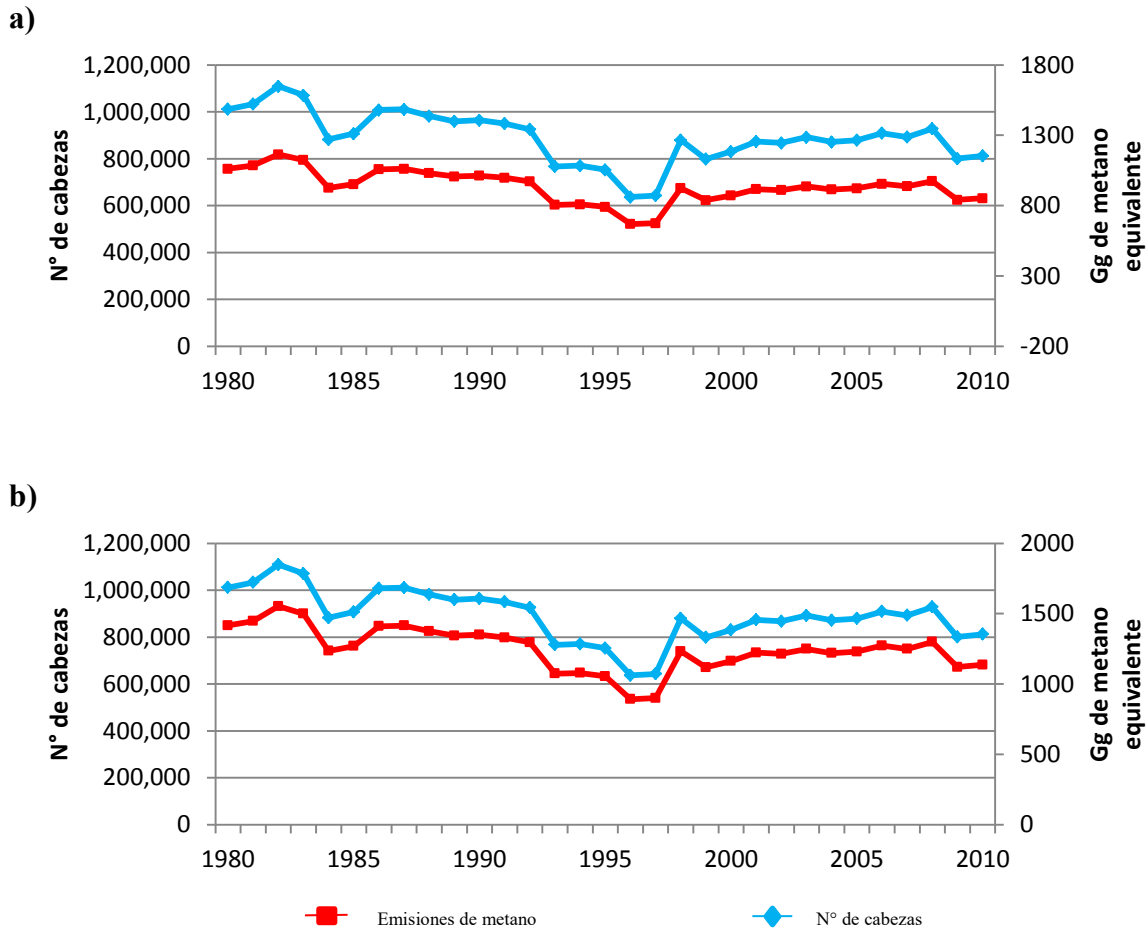 a)
N° de cabezas
1,200,000
1,000,000
800,000
600,000
400,000
200,000
0
1800
1300
800
300
-200
Gg de metano
equivalente
1980 1985 1990 1995 2000 2005 2010
b)
N° de cabezas
1,200,000
1,000,000
800,000
600,000
400,000
200,000
0
2000
1500
1000
500
0
Gg de metano
equivalente
1980 1985 1990 1995 2000 2005 2010
Emisiones de metano N° de cabezas